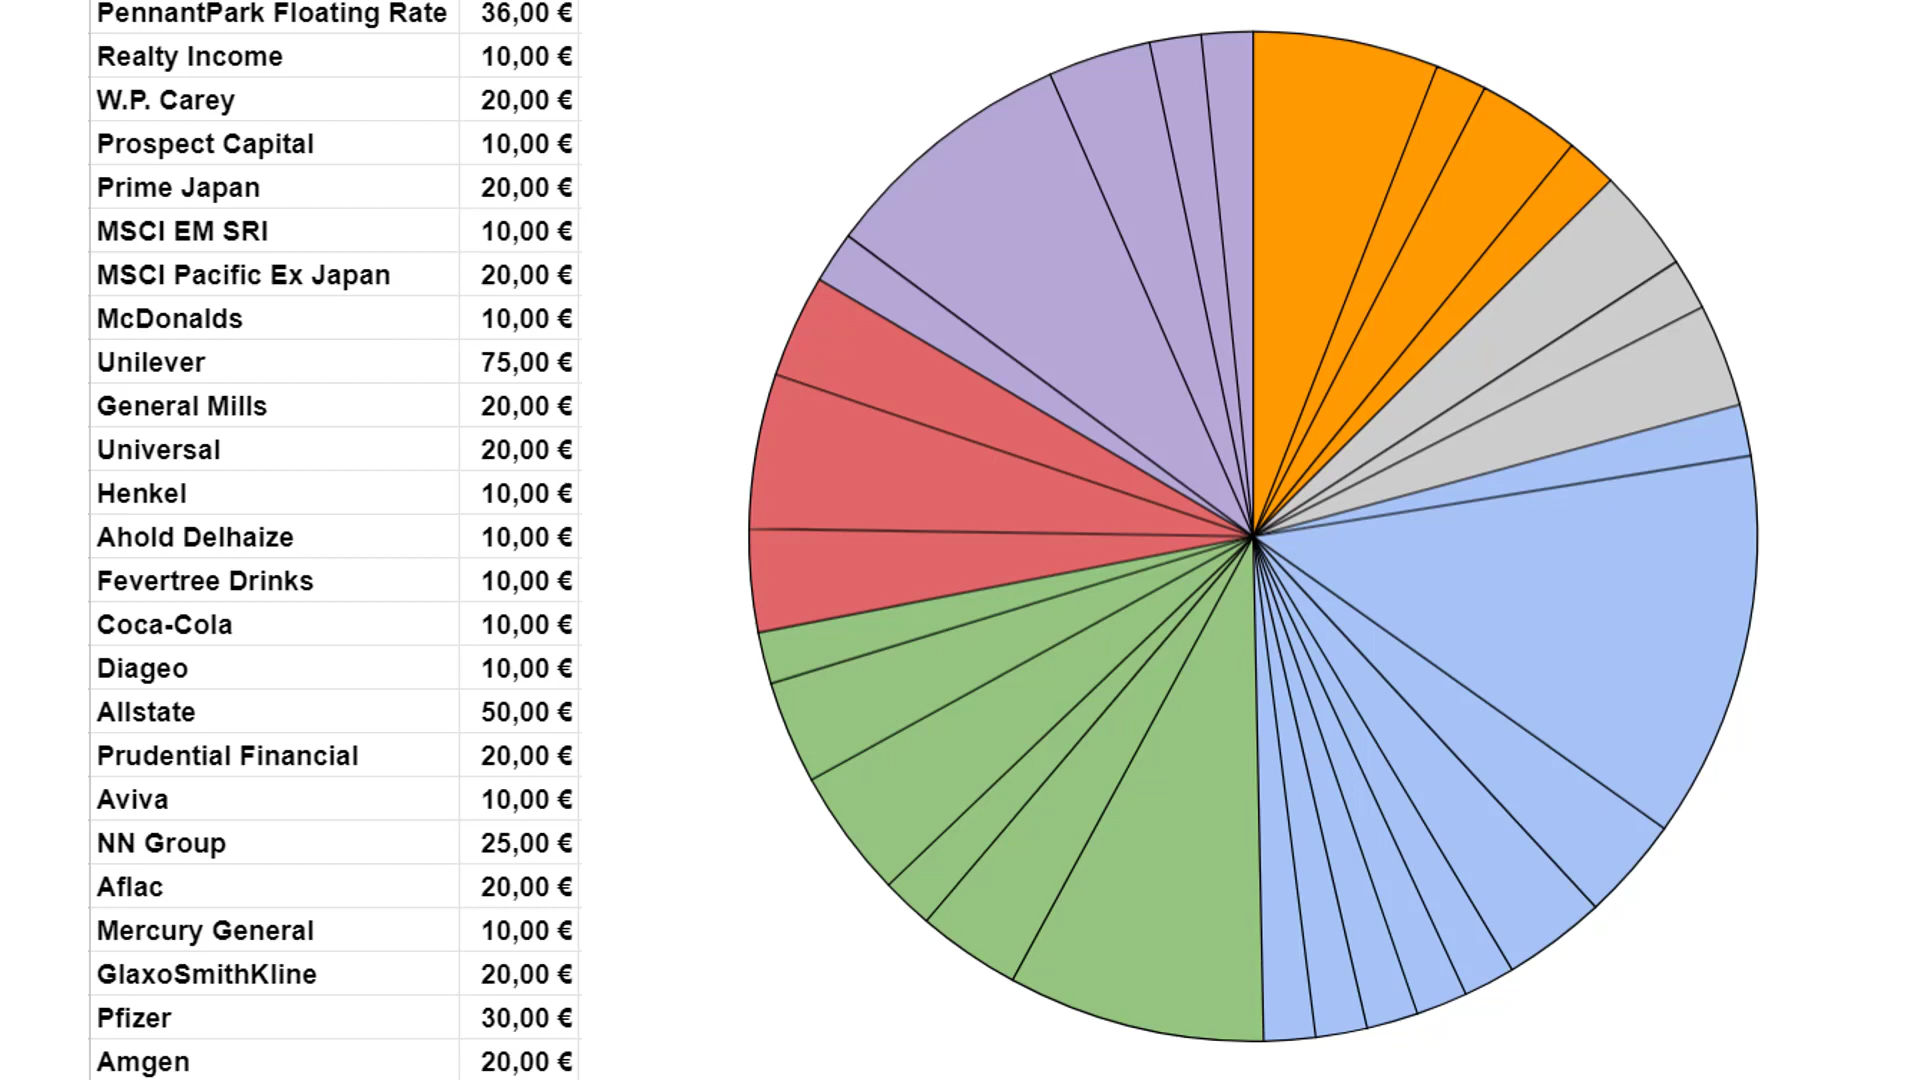 PennantPark Floating Rate 36,00 €
Realty Income 10,00 €
W.P. Carey 20,00 €
Prospect Capital 10,00 €
Prime Japan 20,00 €
MSCI EM SRI 10,00 €
MSCI Pacific Ex Japan 20,00 €
McDonalds 10,00 €
Unilever 75,00 €
General Mills 20,00 €
Universal 20,00 €
Henkel 10,00 €
Ahold Delhaize 10,00 €
Fevertree Drinks 10,00 €
Coca-Cola 10,00 €
Diageo 10,00 €
Allstate 50,00 €
Prudential Financial 20,00 €
Aviva 10,00 €
NN Group 25,00 €
Aflac 20,00 €
Mercury General 10,00 €
GlaxoSmithKline 20,00 €
Pfizer 30,00 €
Amgen 20,00 €